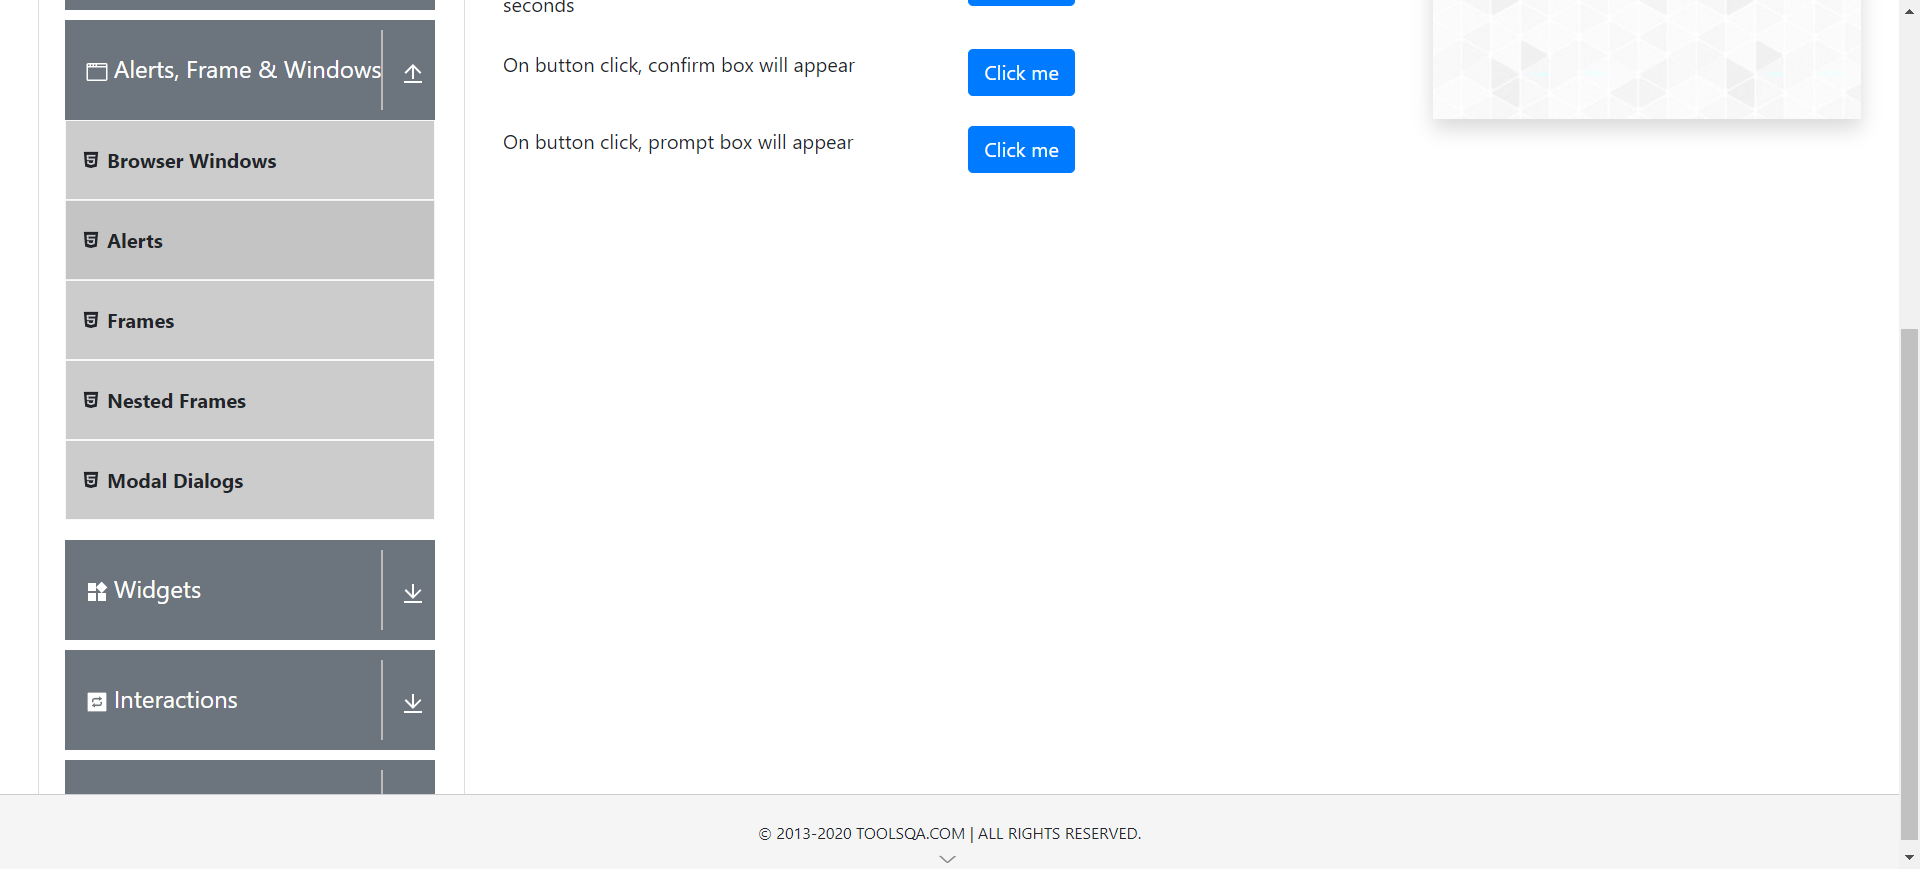 Alerts, Frame & Windows
Browser Windows
Alerts
Frames
Nested Frames
Modal Dialogs
Widgets
Interactions
seconds
On button click, confirm box will appear
Click me
On button click, prompt box will appear
Click me
© 2013-2020 TOOLSQA.COM | ALL RIGHTS RESERVED.